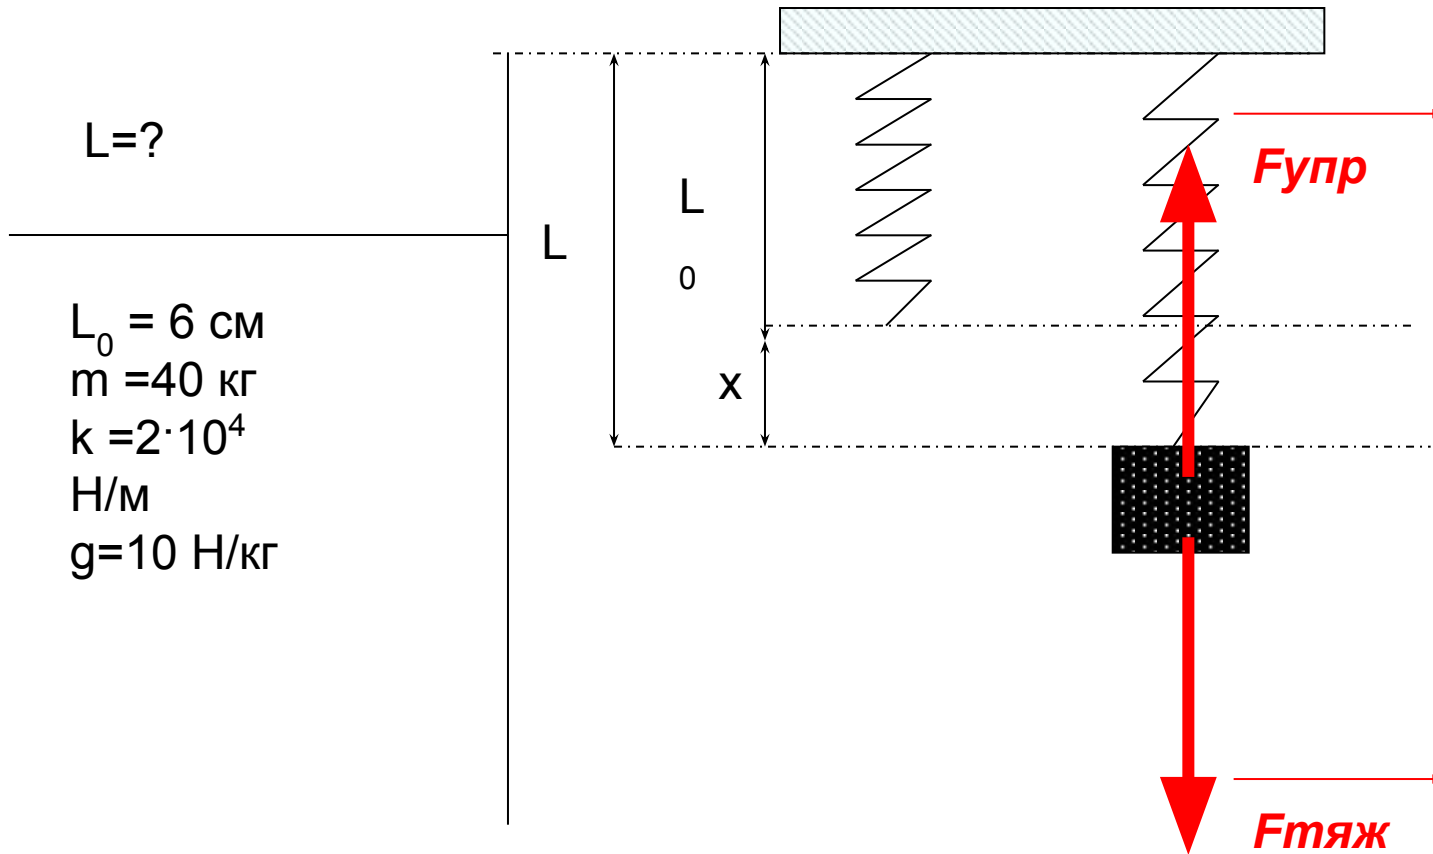 L=?
L₀ = 6 см
m =40 кг
k =2·10⁴
Н/м
g=10 Н/кг
L
L
0
x
Fупр
Fтяж